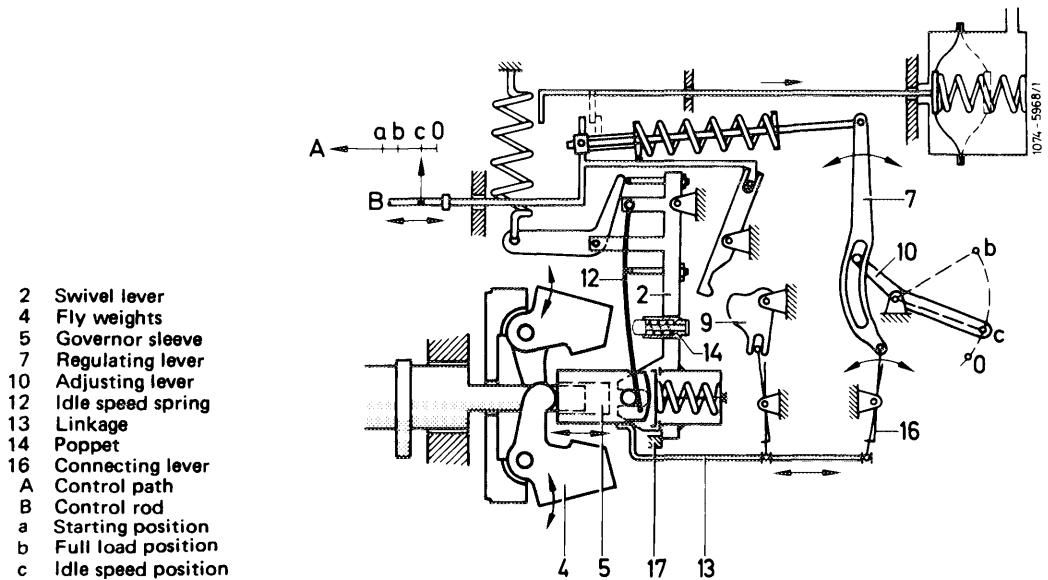 1074-5968/1
a b c 0
A
B
7
10
b
12
2
9
c
14
0
16
4
5
17
13
2 Swivel lever
4 Fly weights
5 Governor sleeve
7 Regulating lever
10 Adjusting lever
12 Idle speed spring
13 Linkage
14 Poppet
16 Connecting lever
A Control path
B Control rod
a Starting position
b Full load position
c Idle speed position